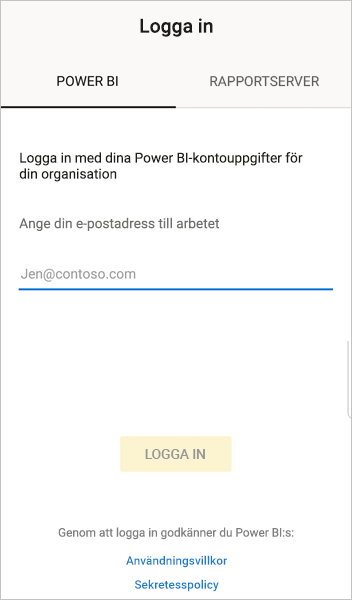 Logga in
POWER BI
RAPPORTSERVER
Logga in med dina Power BI-kontouppgifter för
din organisation
Ange din e-postadress till arbetet
Jen@contoso.com
LOGGA IN
Genom att logga in godkänner du Power BI:s:
Användningsvillkor
Sekretesspolicy